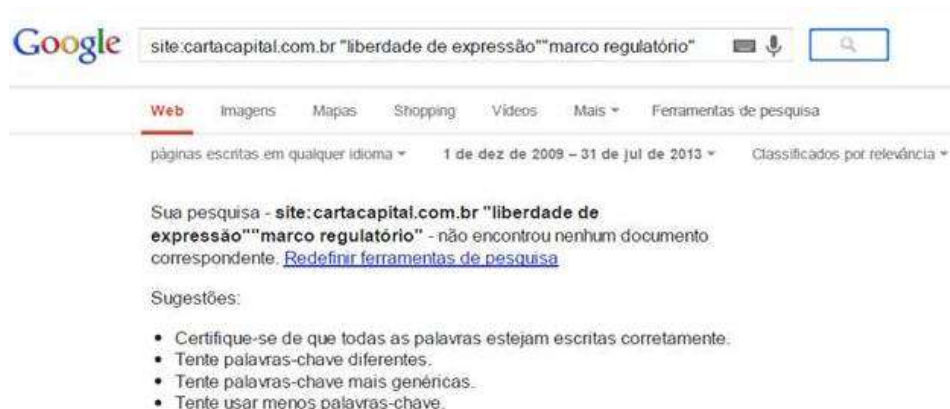 Google site:cartacapital.com.br "liberdade de expressão""marco regulatório"
Web Imagens Mapas Shopping Vídeos Mais Ferramentas de pesquisa
páginas escritas em qualquer idioma 1 de dez de 2009 – 31 de jul de 2013 Classificados por relevância
Sua pesquisa - site:cartacapital.com.br "liberdade de
expressão""marco regulatório" - não encontrou nenhum documento
correspondente. Redefinir ferramentas de pesquisa
Sugestões:
• Certifique-se de que todas as palavras estejam escritas corretamente.
• Tente palavras-chave diferentes.
• Tente palavras-chave mais genéricas.
• Tente usar menos palavras-chave.